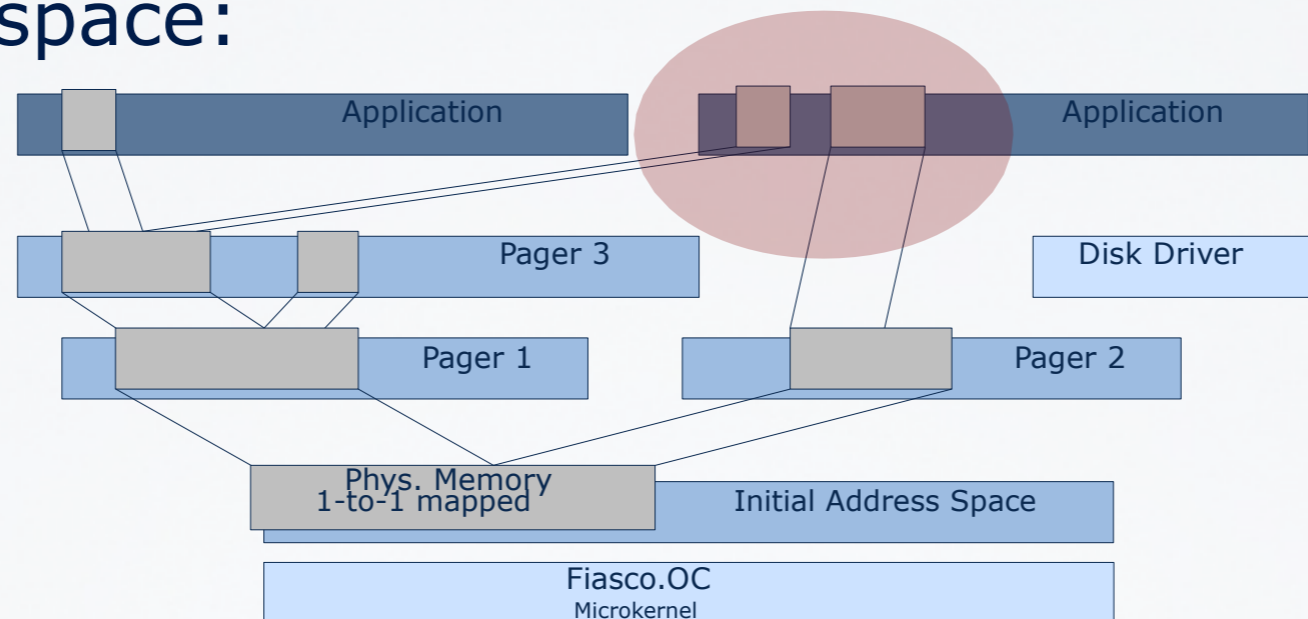 space:
Application
Application
Pager 3
Disk Driver
Pager 1
Pager 2
Phys. Memory
1-to-1 mapped
Initial Address Space
Fiasco.OC
Microkernel